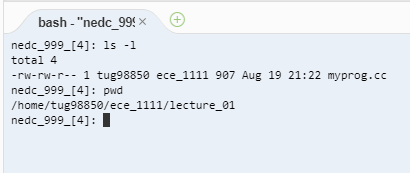 bash - "nedc_999
nedc_999_[4]: ls -l
total 4
-rw-rw-r-- 1 tug98850 ece_1111 907 Aug 19 21:22 myprog.cc
nedc_999_[4]: pwd
/home/tug98850/ece_1111/lecture_01
nedc_999_[4]: